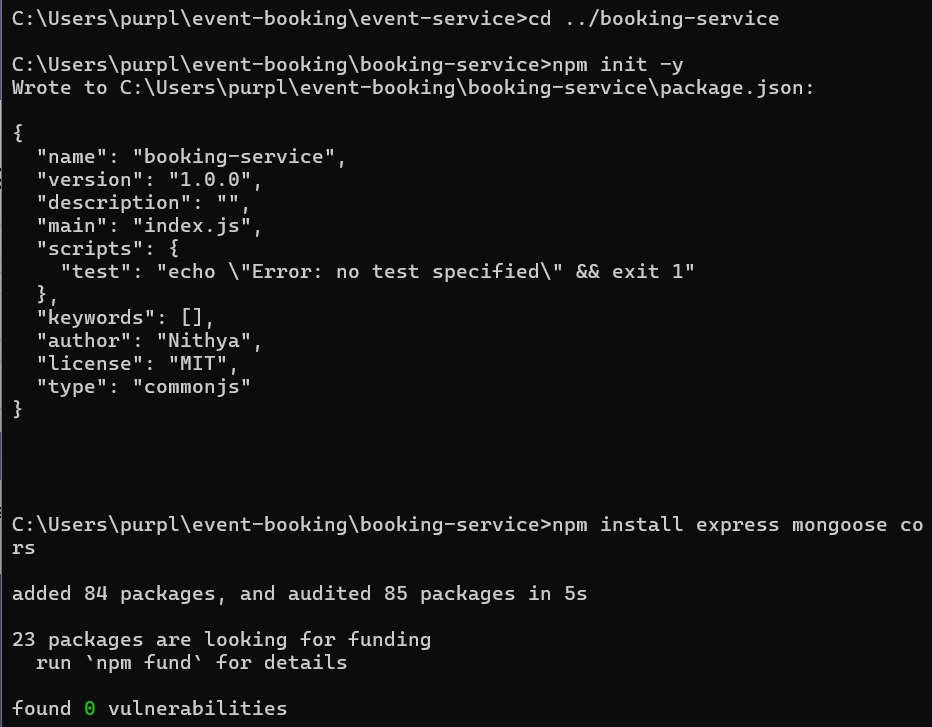 C:\Users\purpl\event-booking\event-service>cd ../booking-service
C:\Users\purpl\event-booking\booking-service>npm init -y
Wrote to C:\Users\purpl\event-booking\booking-service\package.json:
{
  "name": "booking-service",
  "version": "1.0.0",
  "description": "",
  "main": "index.js",
  "scripts": {
    "test": "echo \"Error: no test specified\" && exit 1"
  },
  "keywords": [],
  "author": "Nithya",
  "license": "MIT",
  "type": "commonjs"
}
C:\Users\purpl\event-booking\booking-service>npm install express mongoose co
rs
added 84 packages, and audited 85 packages in 5s
23 packages are looking for funding
  run `npm fund` for details
found 0 vulnerabilities